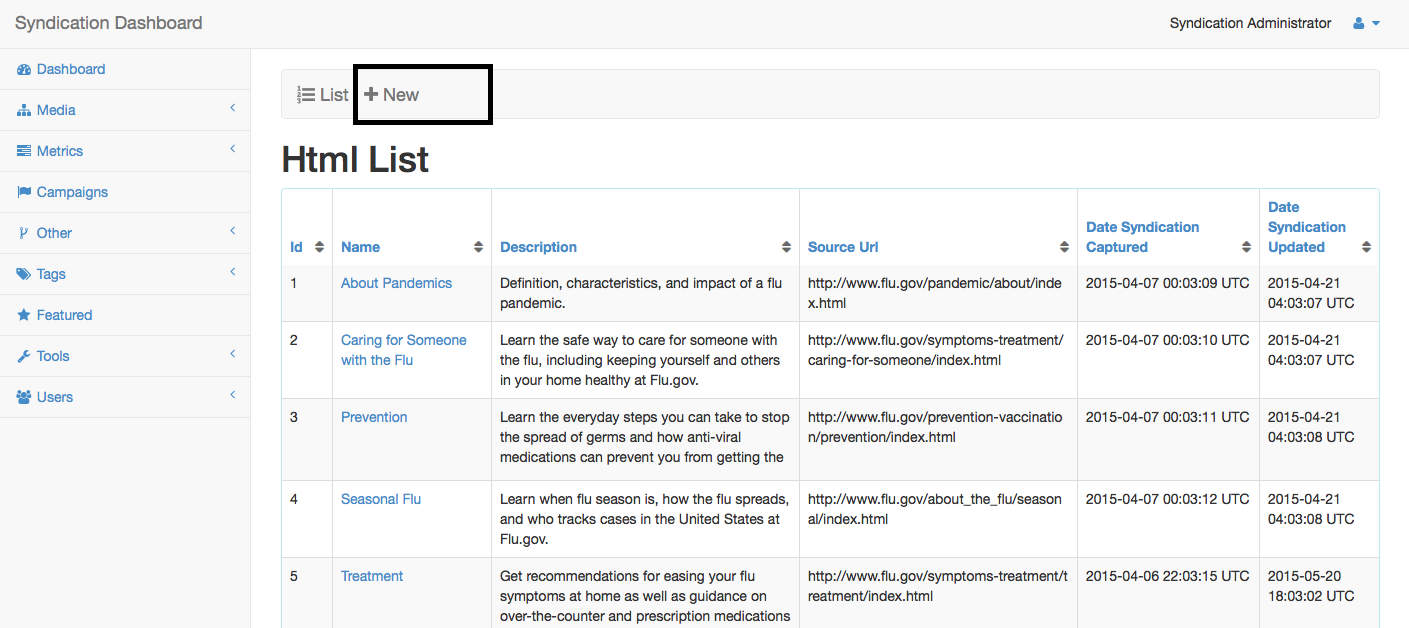 Syndication Dashboard
Syndication Administrator
Dashboard
Media
Metrics
Campaigns
Other
Tags
Featured
Tools
Users
List
New
Html List
Id
Name
Description
Source Url
Date Syndication
Captured
Date
Syndication
Updated
1
About Pandemics
Definition, characteristics, and impact of a flu
pandemic.
http://www.flu.gov/pandemic/about/inde
x.html
2015-04-07 00:03:09 UTC
2015-04-21
04:03:07 UTC
2
Caring for Someone
with the Flu
Learn the safe way to care for someone with
the flu, including keeping yourself and others
in your home healthy at Flu.gov.
http://www.flu.gov/symptoms-treatment/
caring-for-someone/index.html
2015-04-07 00:03:10 UTC
2015-04-21
04:03:07 UTC
3
Prevention
Learn the everyday steps you can take to stop
the spread of germs and how anti-viral
medications can prevent you from getting the
http://www.flu.gov/prevention-vaccinatio
n/prevention/index.html
2015-04-07 00:03:11 UTC
2015-04-21
04:03:08 UTC
4
Seasonal Flu
Learn when flu season is, how the flu spreads,
and who tracks cases in the United States at
Flu.gov.
http://www.flu.gov/about_the_flu/season
al/index.html
2015-04-07 00:03:12 UTC
2015-04-21
04:03:08 UTC
5
Treatment
Get recommendations for easing your flu
symptoms at home as well as guidance on
over-the-counter and prescription medications
http://www.flu.gov/symptoms-treatment/t
reatment/index.html
2015-04-06 22:03:15 UTC
2015-05-20
18:03:02 UTC